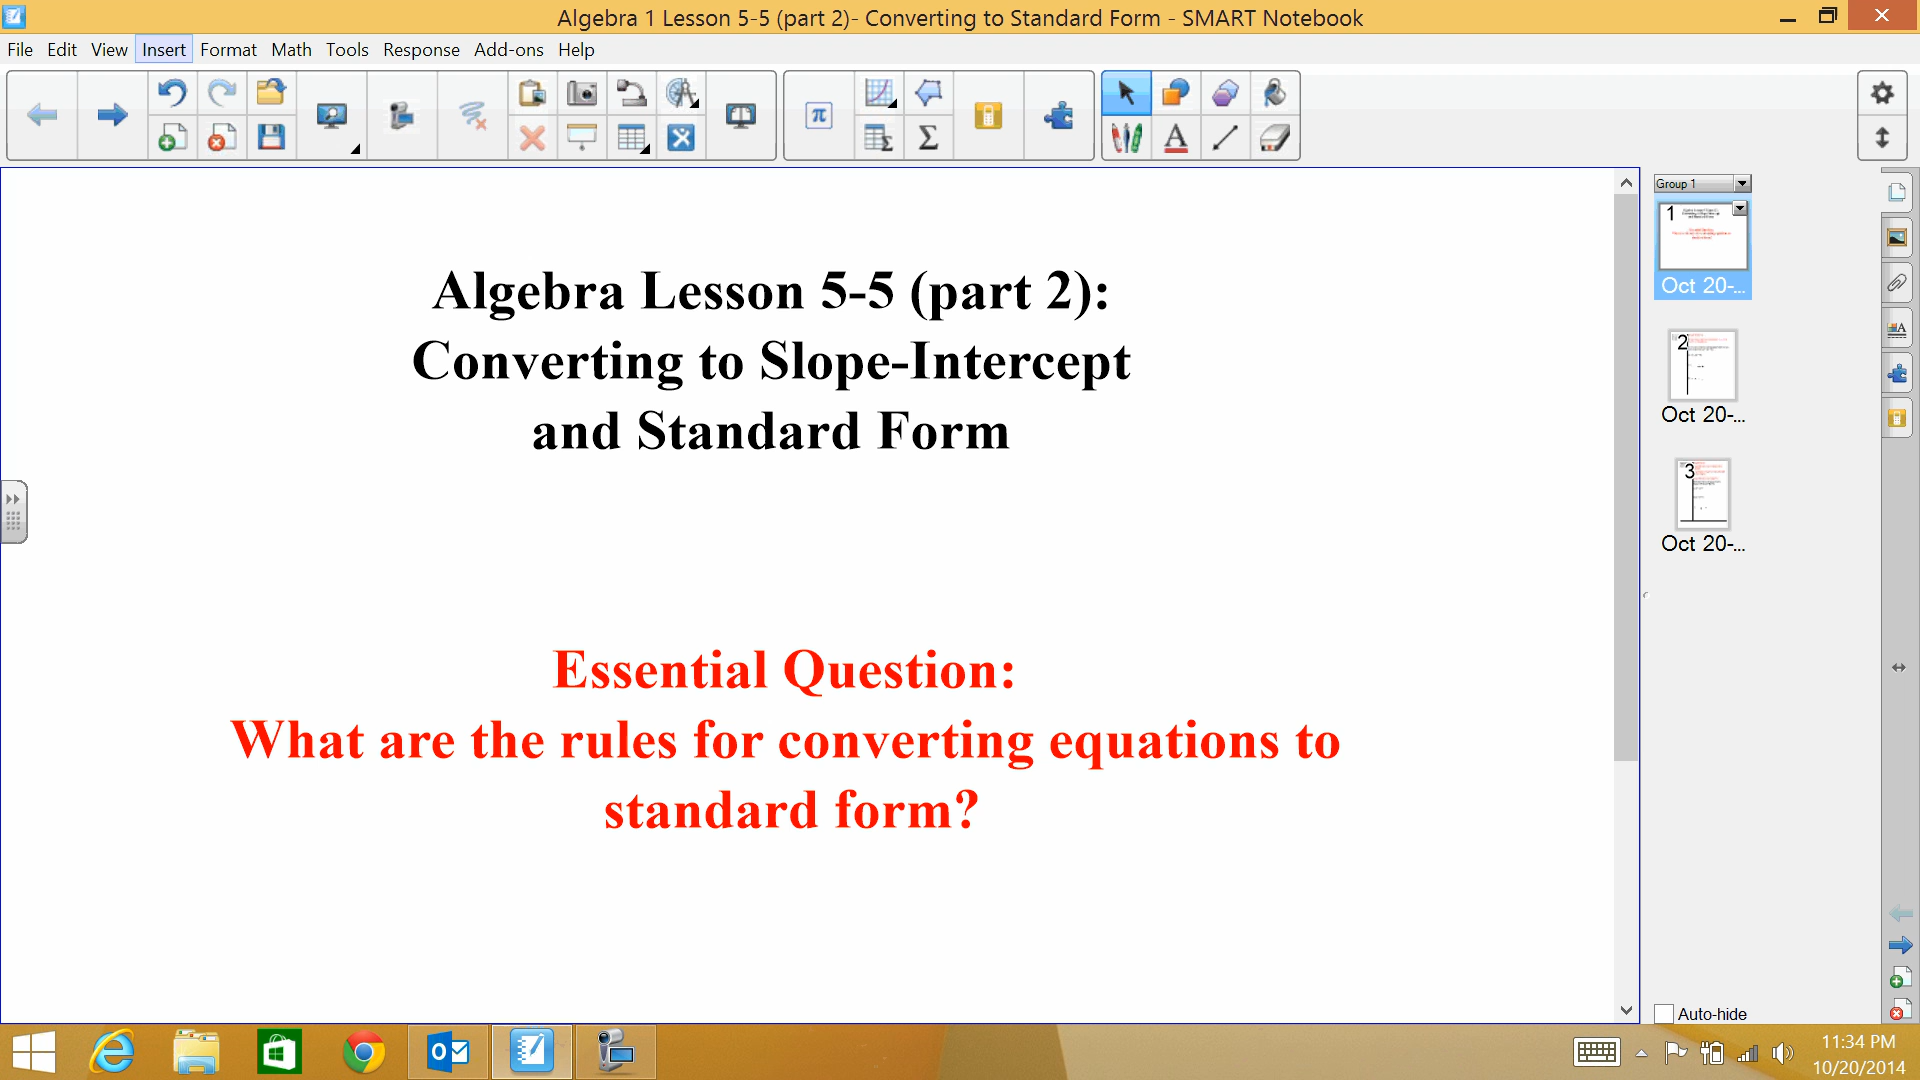 Algebra 1 Lesson 5-5 (part 2)- Converting to Standard Form - SMART Notebook
File Edit View Insert Format Math Tools Response Add-ons Help
π
Σ
A
Algebra Lesson 5-5 (part 2):
Converting to Slope-Intercept
and Standard Form
Essential Question:
What are the rules for converting equations to
standard form?
Group 1
1
Oct 20-...
2
Oct 20-...
3
Oct 20-...
Auto-hide
11:34 PM
10/20/2014